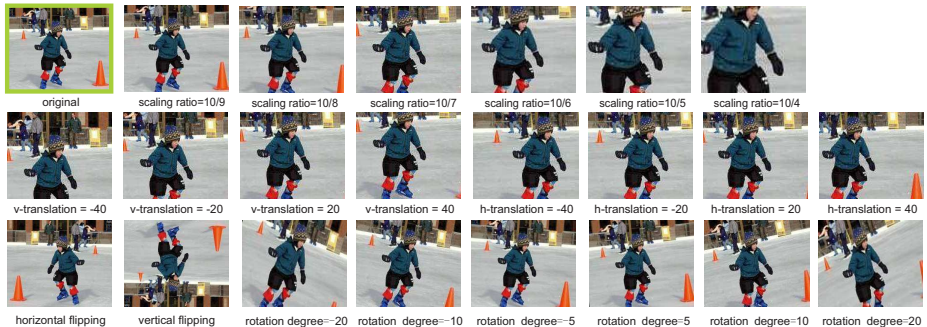 original
scaling ratio=10/9
scaling ratio=10/8
scaling ratio=10/7
scaling ratio=10/6
scaling ratio=10/5
scaling ratio=10/4
v-translation = -40
v-translation = -20
v-translation = 20
v-translation = 40
h-translation = -40
h-translation = -20
h-translation = 20
h-translation = 40
horizontal flipping
vertical flipping
rotation degree=-20
rotation degree=-10
rotation degree=-5
rotation degree=5
rotation degree=10
rotation degree=20